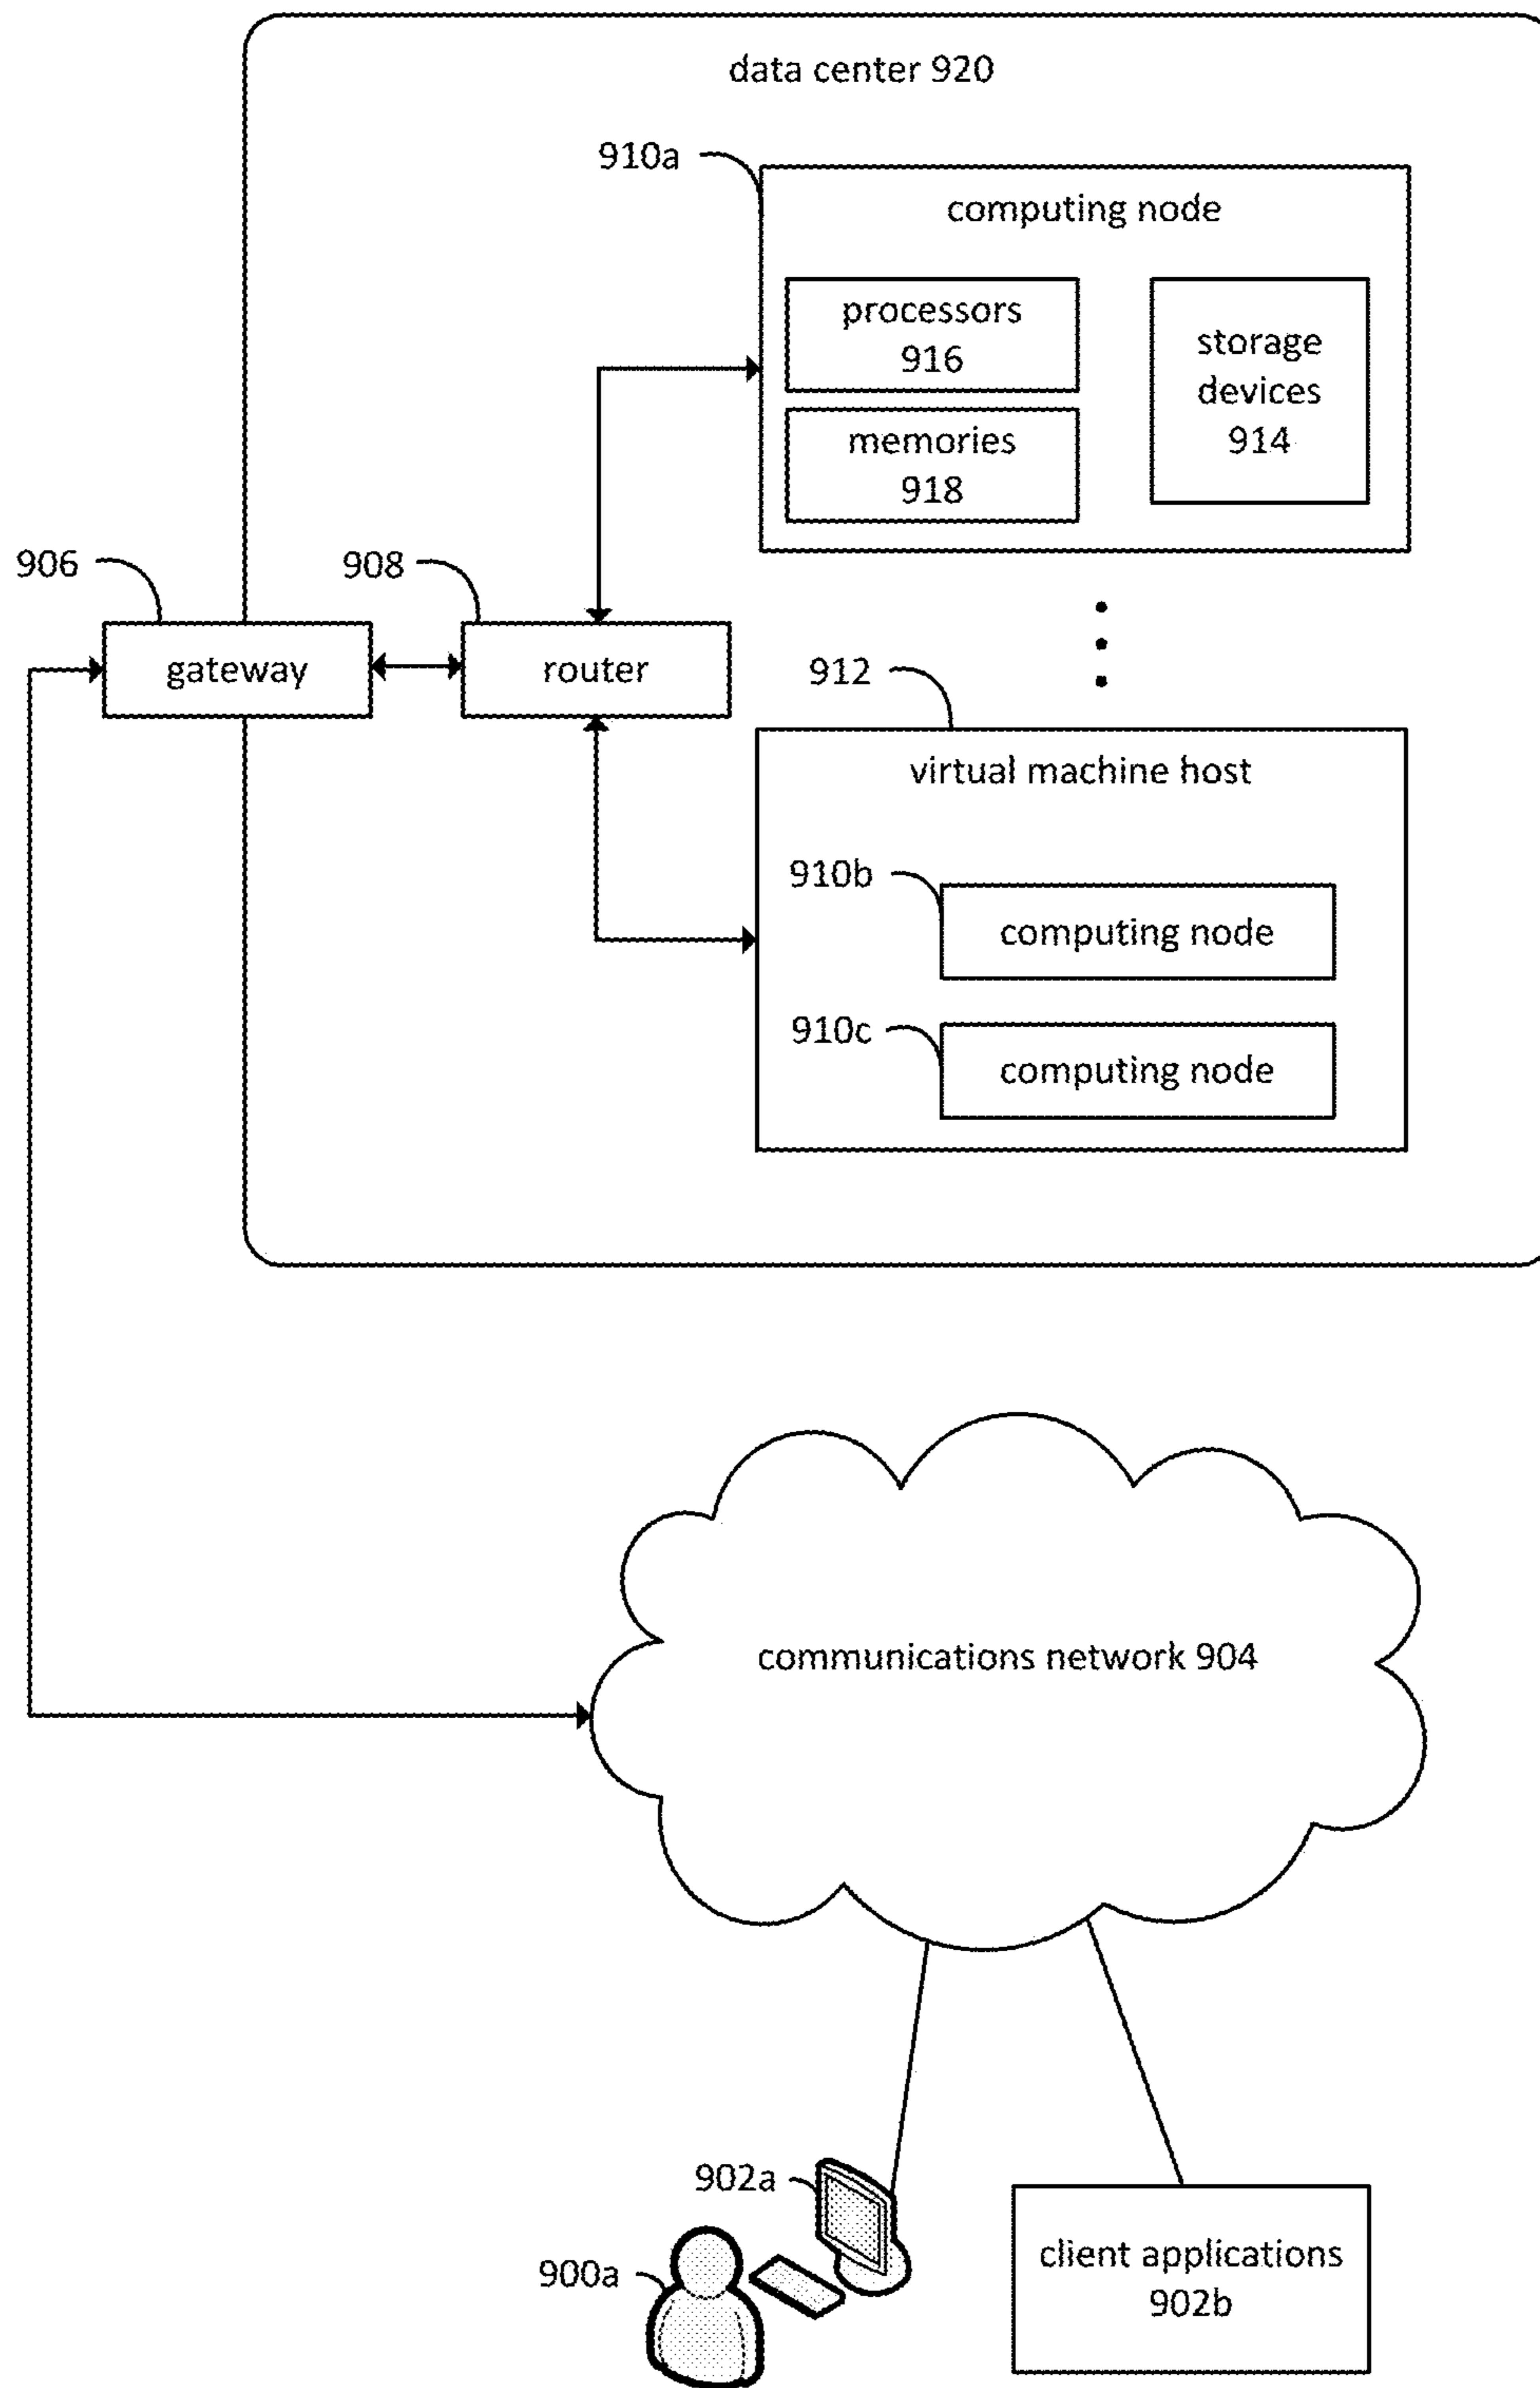 data center 920
910a
computing node
processors
916
storage
devices
914
memories
918
906
908
gateway
router
912
virtual machine host
910b
computing node
910c
computing node
communications network 904
902a
900a
client applications
902b